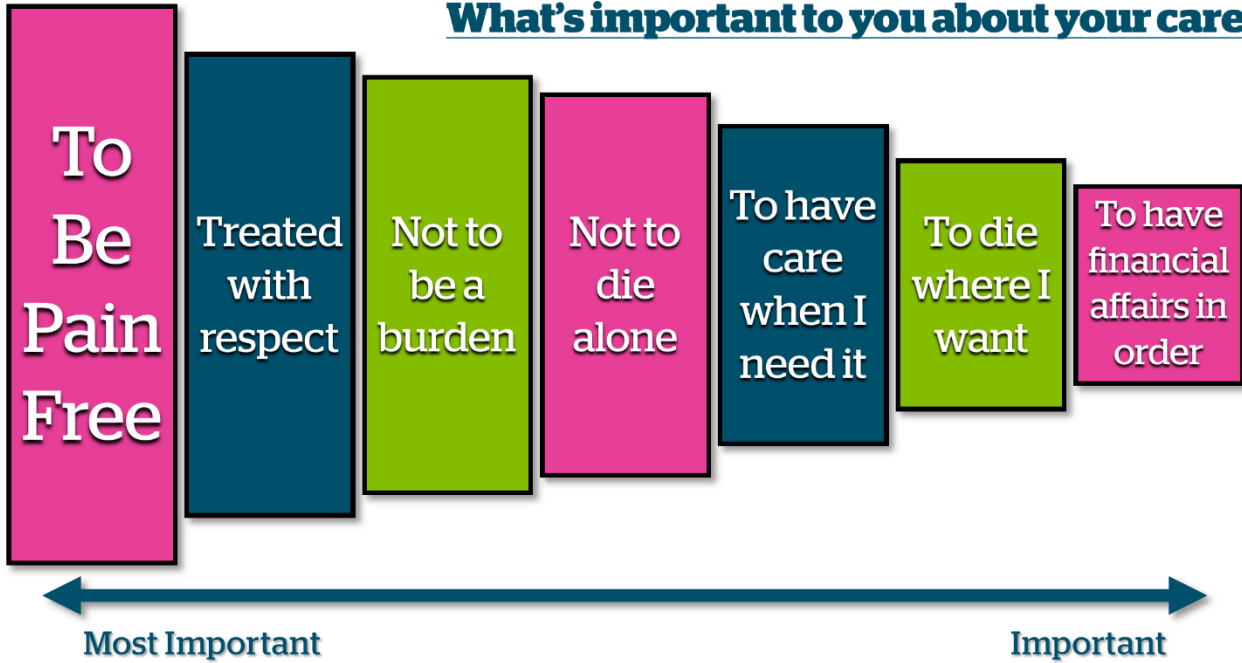 What's important to you about your care
To
Be
Pain
Free
Treated
with
respect
Not to
be a
burden
Not to
die
alone
To have
care
when I
need it
To die
where I
want
To have
financial
affairs in
order
Most Important
Important